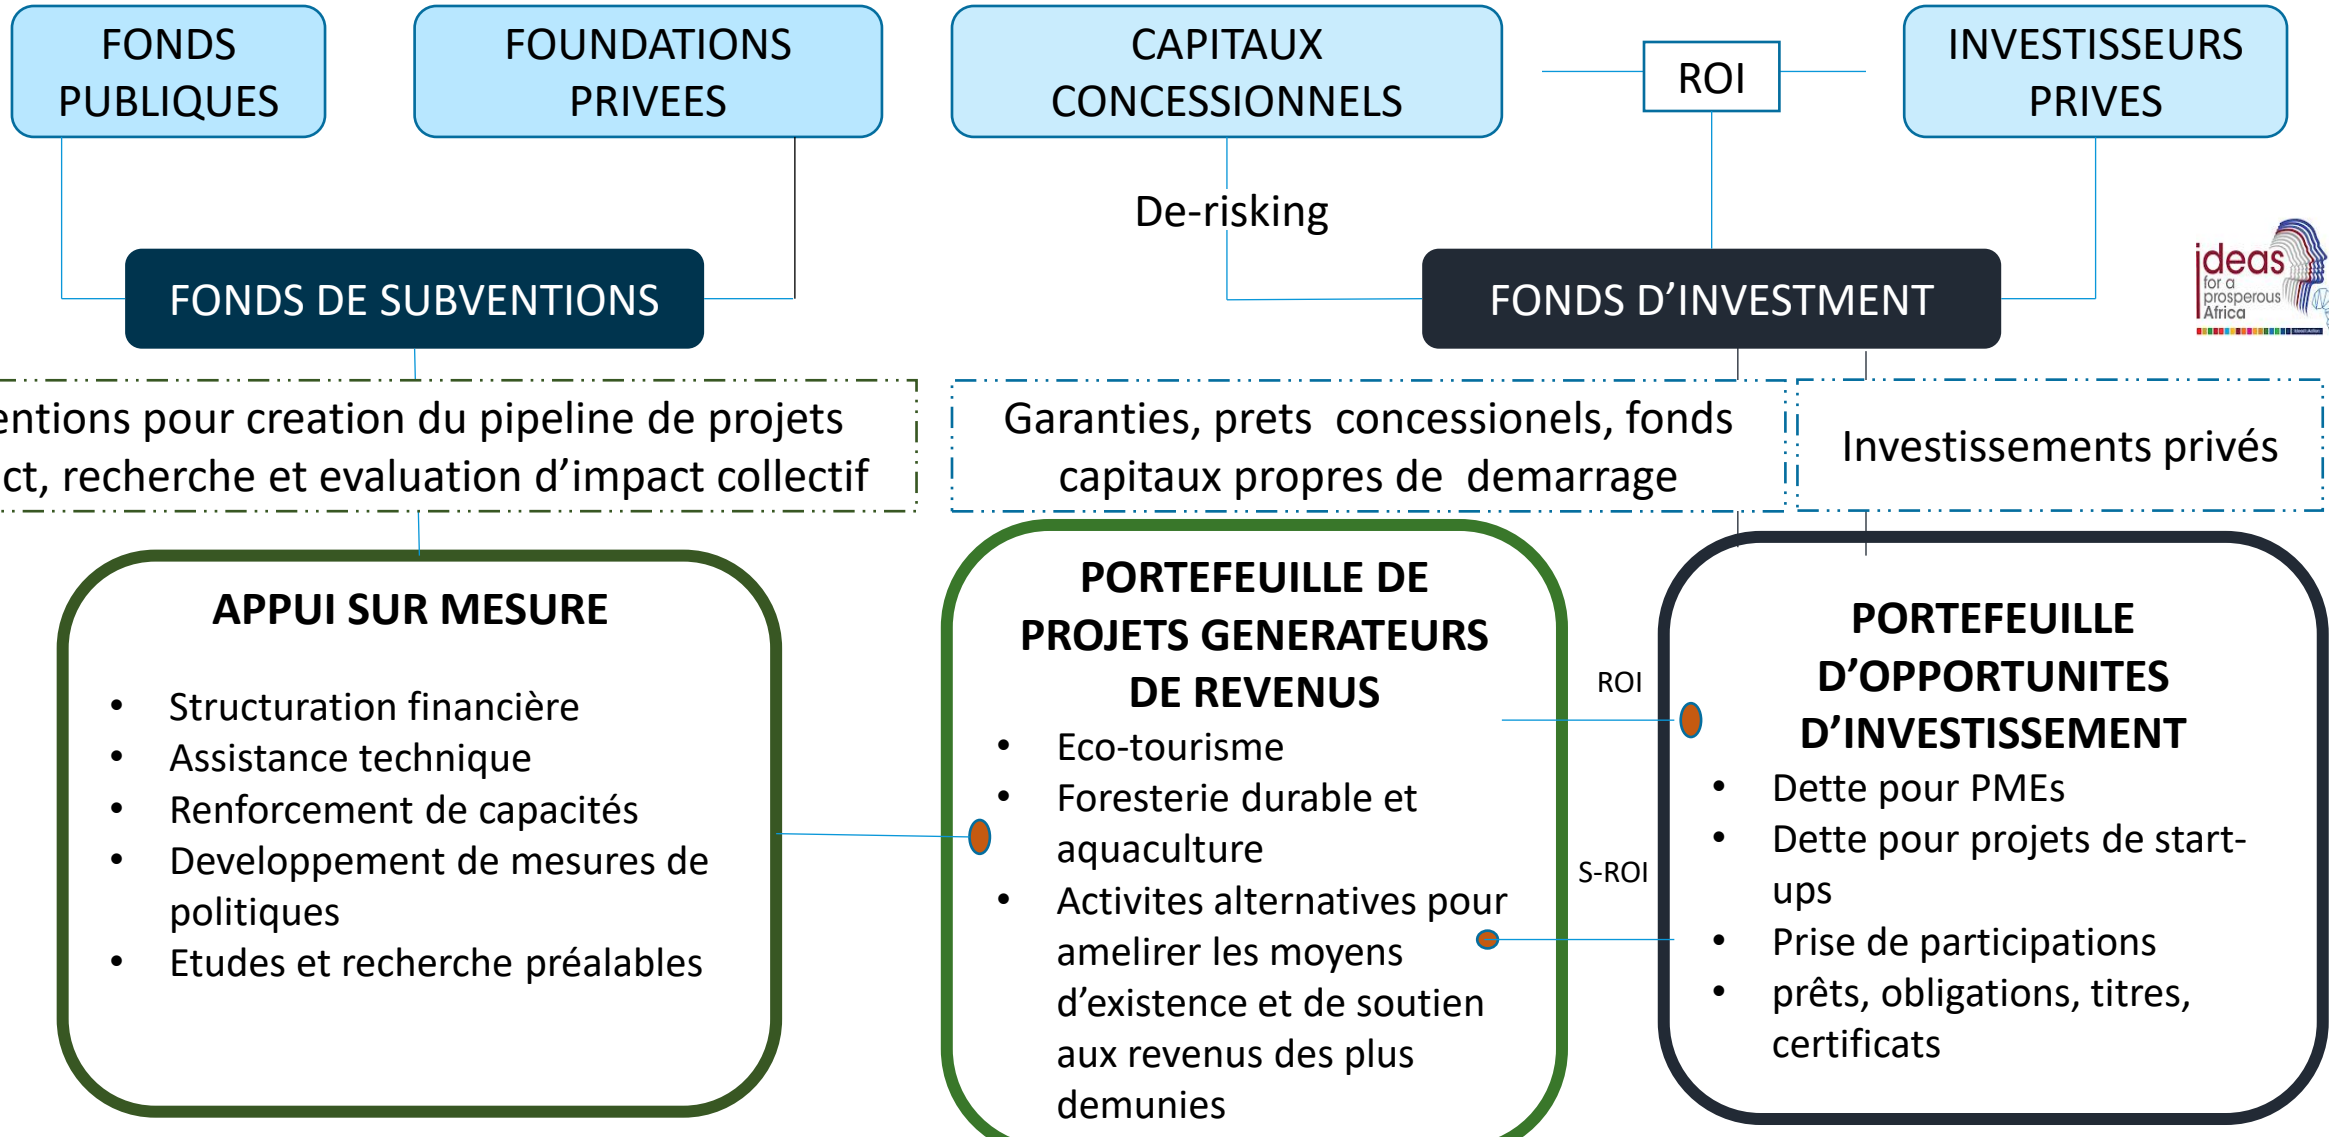 FONDS
PUBLIQUES
FOUNDATIONS
PRIVEES
CAPITAUX
CONCESSIONNELS
ROI
INVESTISSEURS
PRIVES
De-risking
FONDS DE SUBVENTIONS
FONDS D’INVESTMENT
ideas
for a
prosperous
Africa
entions pour creation du pipeline de projets
ct, recherche et evaluation d’impact collectif
Garanties, prets concessionels, fonds
capitaux propres de demarrage
Investissements privés
APPUI SUR MESURE
• Structuration financière
• Assistance technique
• Renforcement de capacités
• Developpement de mesures de
politiques
• Etudes et recherche préalables
PORTEFEUILLE DE
PROJETS GENERATEURS
DE REVENUS
• Eco-tourisme
• Foresterie durable et
aquaculture
• Activites alternatives pour
amelirer les moyens
d’existence et de soutien
aux revenus des plus
demunies
ROI
S-ROI
PORTEFEUILLE
D’OPPORTUNITES
D’INVESTISSEMENT
• Dette pour PMEs
• Dette pour projets de start-
ups
• Prise de participations
• prêts, obligations, titres,
certificats